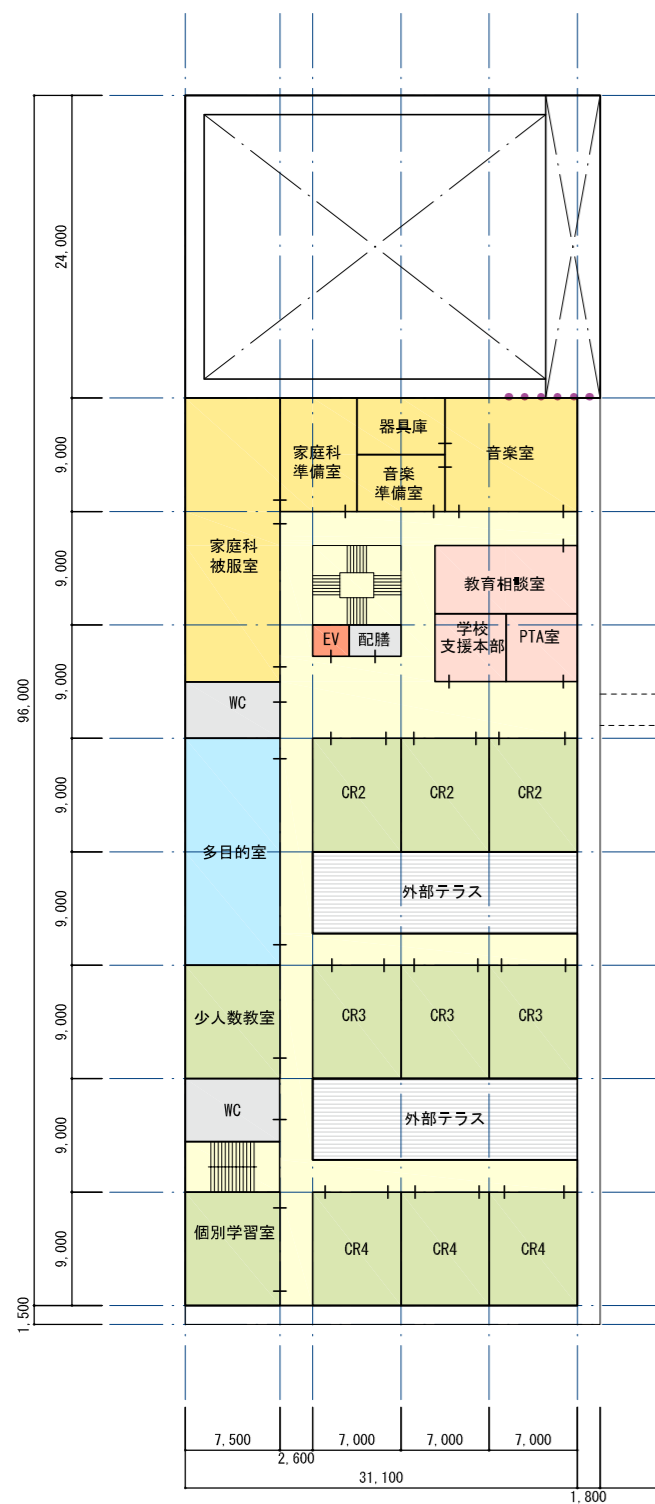 24,000
9,000
9,000
9,000
96,000
9,000
9,000
9,000
9,000
9,000
1,500
器具庫
家庭科
準備室
音楽
準備室
音楽室
家庭科
被服室
教育相談室
学校
支援本部
PTA室
EV
配膳
WC
CR2
CR2
CR2
多目的室
外部テラス
少人数教室
CR3
CR3
CR3
WC
外部テラス
個別学習室
CR4
CR4
CR4
7,500
2,600
7,000
7,000
7,000
31,100
1,800